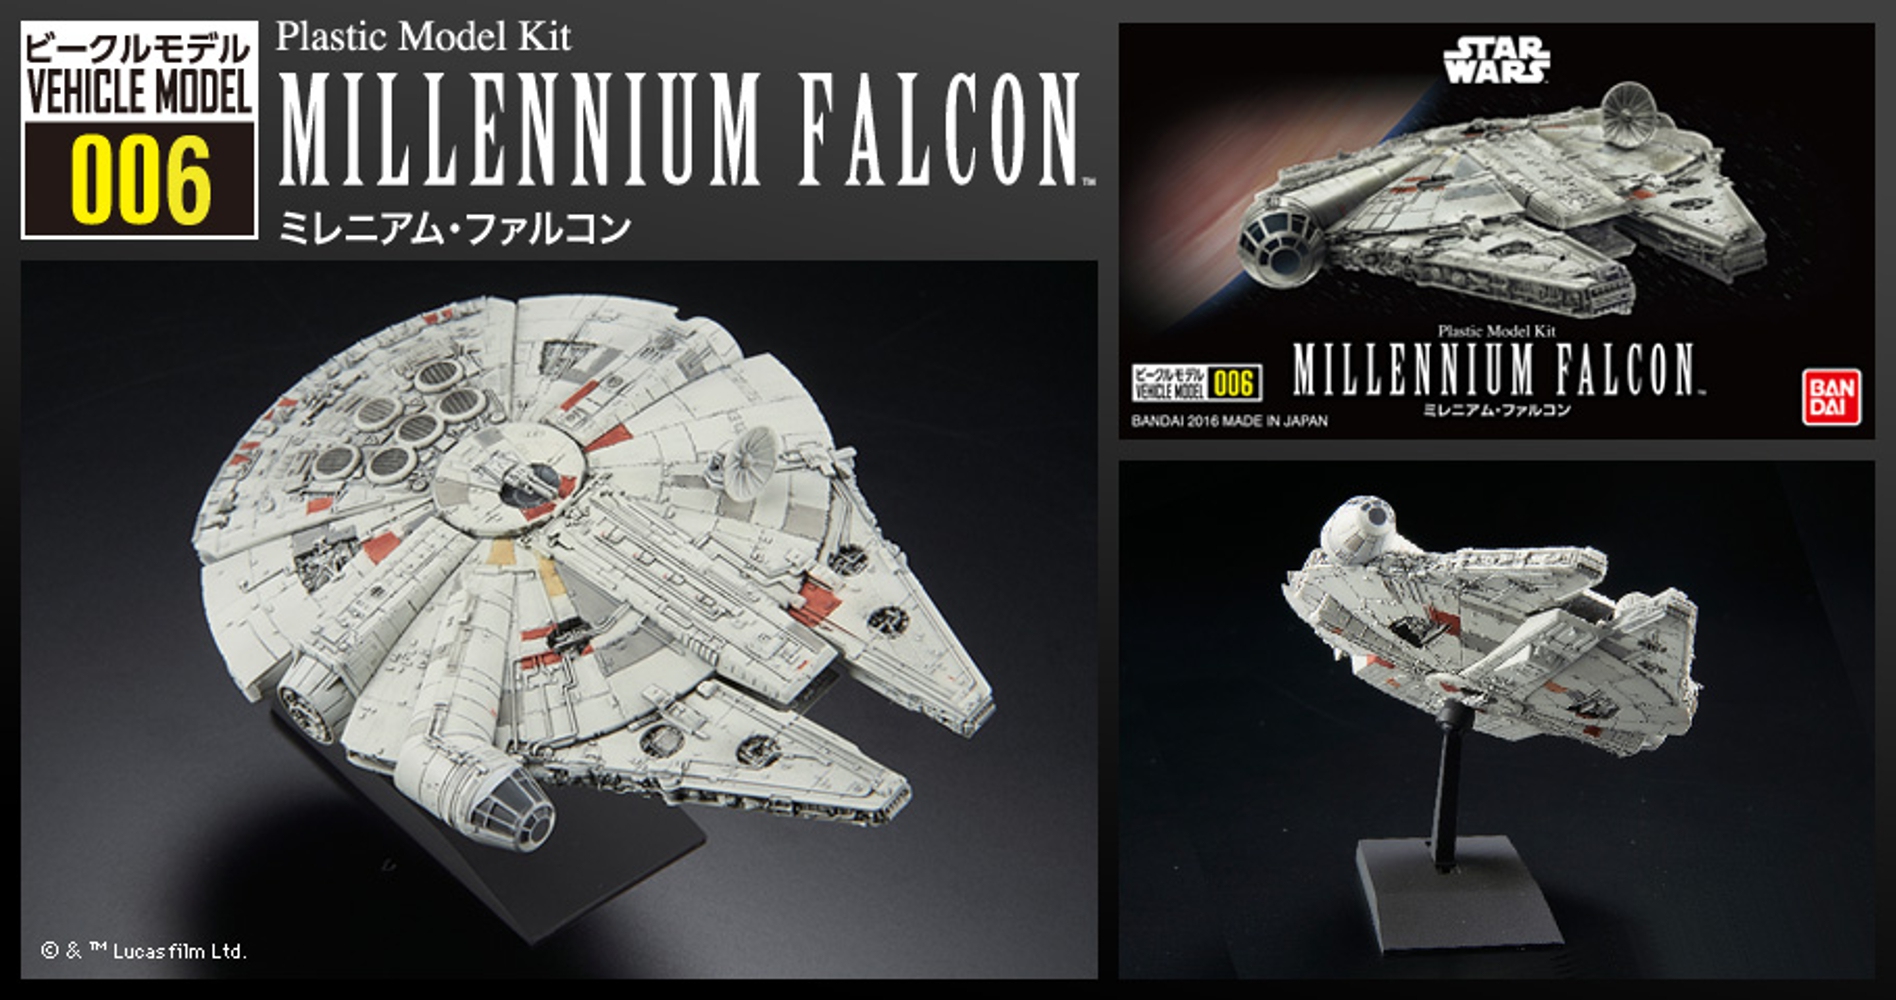 ビークルモデル
VEHICLE MODEL
006
Plastic Model Kit
MILLENNIUM FALCON™
ミレニアム・ファルコン
© & ™ Lucasfilm Ltd.
STAR
WARS
Plastic Model Kit
MILLENNIUM FALCON™
ミレニアム・ファルコン
ビークルモデル
VEHICLE MODEL
006
BANDAI 2016 MADE IN JAPAN
BAN
DAI